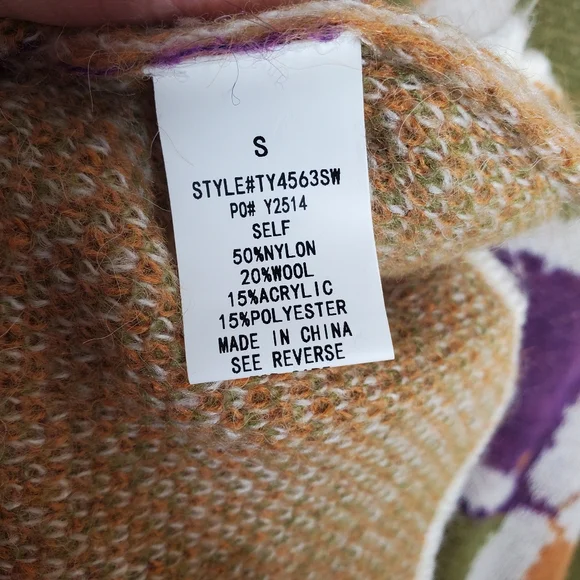 S
STYLE#TY4563SW
PO# Y2514
SELF
50%NYLON
20%WOOL
15%ACRYLIC
15%POLYESTER
MADE IN CHINA
SEE REVERSE